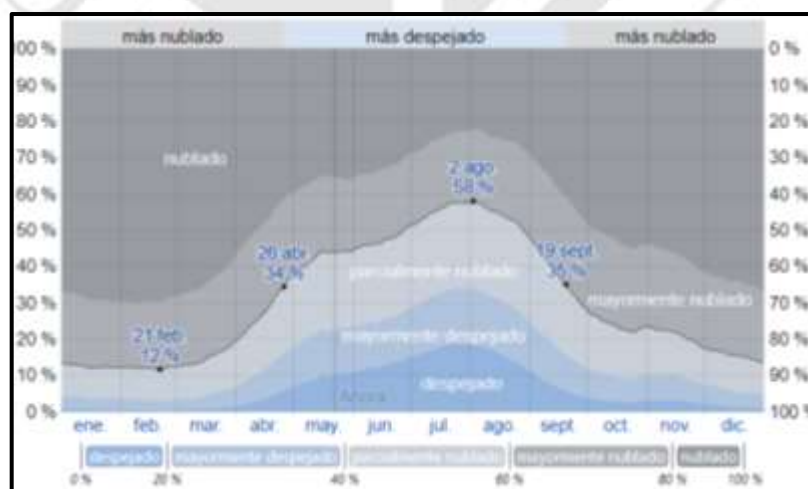 más nublado más despejado más nublado
100 % 0 %
90 % 10 %
80 % 20 %
70 % nublado 30 %
2 ago
60 % 58 % 40 %
50 % 50 %
26 abr 19 sept
40 % 34 % parcialmente nublado 35 % 60 %
30 % mayormente nublado 70 %
21 feb
20 % 12 % mayormente despejado 80 %
10 % despejado 90 %
Ahora
0 % 100 %
ene. feb. mar. abr. may. jun. jul. ago. sept. oct. nov. dic.
despejado mayormente despejado parcialmente nublado mayormente nublado nublado
0 % 20 % 40 % 60 % 80 % 100 %